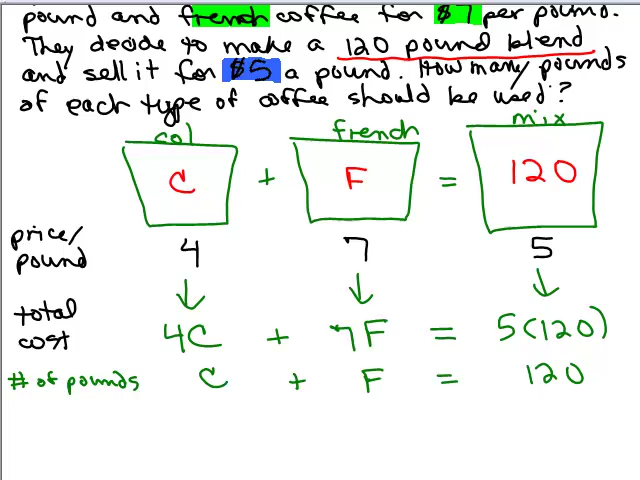 pound and french coffee for $7 per pound.
They decide to make a 120 pound blend
and sell it for $5 a pound. How many pounds
of each type of coffee should be used?
col french mix
C + F = 120
price/ pound 4 7 5
total cost 4C + 7F = 5(120)
# of pounds C + F = 120